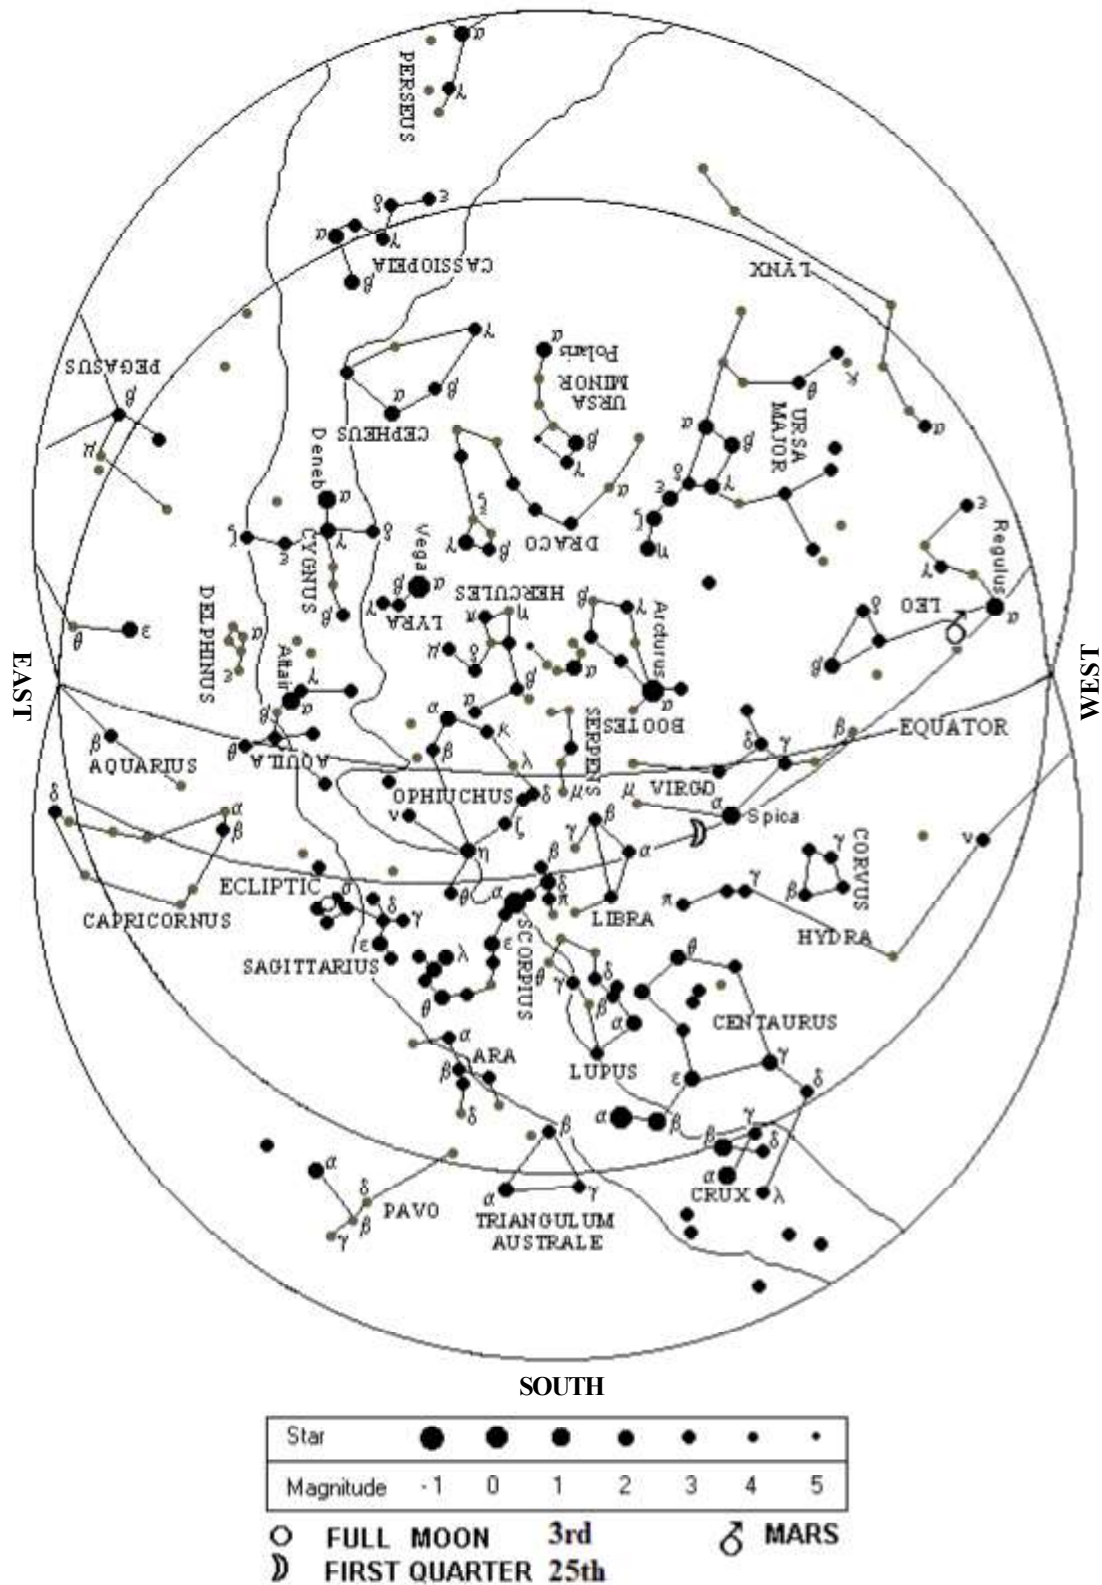 α
PERSEUS
γ
δ ε
α γ
CASSIOPEIA
β
LYNX
PEGASUS
β
μ
γ
α
β
CEPHEUS
α
Polaris
URSA
MINOR
β
γ
κ
θ
URSA
MAJOR
α
β
δ
γ
ε
ζ
η
α
Deneb
α
γ
δ
ε
ζ
CYGNUS
β
ζ
ξ
γ
β
DRACO
α
Vega
α
β
γ
LYRA
HERCULES
π η
μ
δ
β
α
α
β γ
Arcturus
α
BOOTES
ε
γ
Regulus
α
LEO
δ
β
EAST
WEST
θ ε
DELPHNUS
α
ε
Altair
γ
α
β
θ
AQUILA
β
AQUARIUS
α
κ
β
λ
OPHIUCHUS
δ
ν
ζ
η
θ
SERPENS
μ
μ
VIRGO
δ
γ
β
EQUATOR
α
Spica
δ
α
β
CAPRICORNUS
ECLIPTIC
σ
δ
γ
ε
SAGITTARIUS
λ
θ
β
δ
π
α
ε
SCORPIUS
γ
β
α
LIBRA
γ
β
CORVUS
ν
γ
π
HYDRA
θ
γ
δ
β
α
LUPUS
θ
CENTAURUS
γ
ε
δ
α
β
α
ARA
β
δ
α
δ
β
γ
PAVO
β
α
γ
TRIANGULUM
AUSTRALE
γ
β
δ
α
CRUX
λ
SOUTH
Star
Magnitude -1 0 1 2 3 4 5
FULL MOON 3rd
♂ MARS
FIRST QUARTER 25th